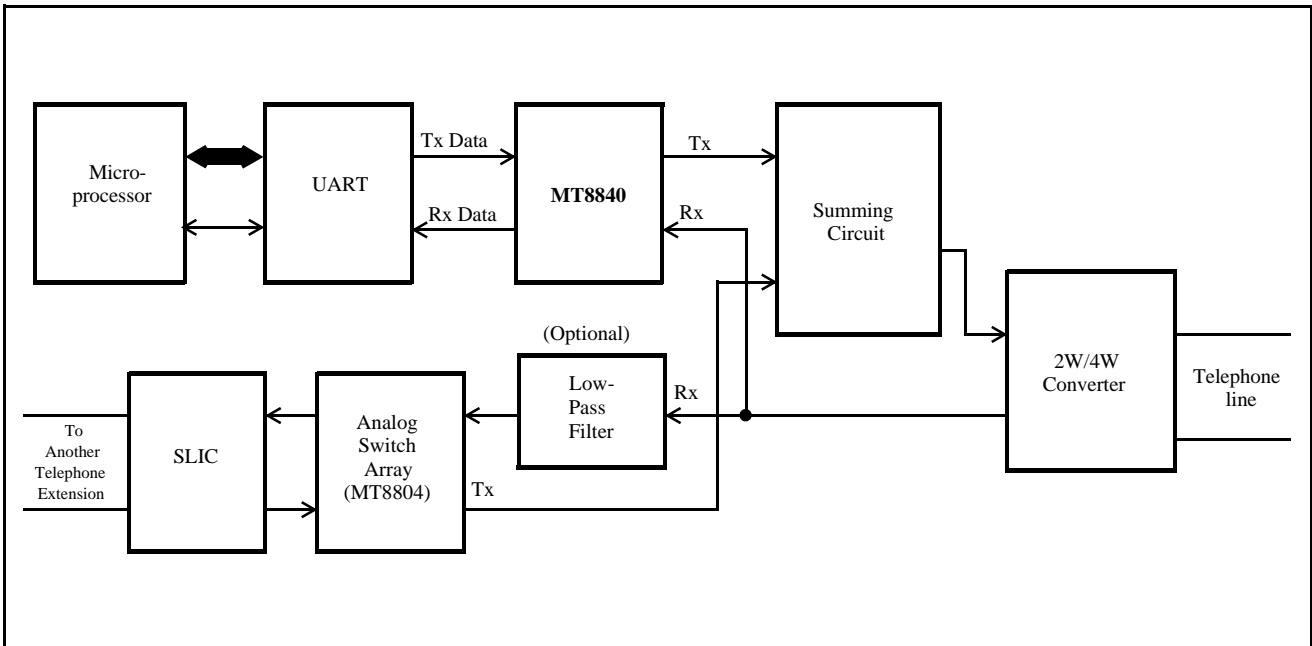 Micro-
processor
UART
Tx Data
Rx Data
MT8840
Tx
Rx
Summing
Circuit
2W/4W
Converter
Telephone
line
(Optional)
Low-
Pass
Filter
Rx
Analog
Switch
Array
(MT8804)
Tx
SLIC
To
Another
Telephone
Extension